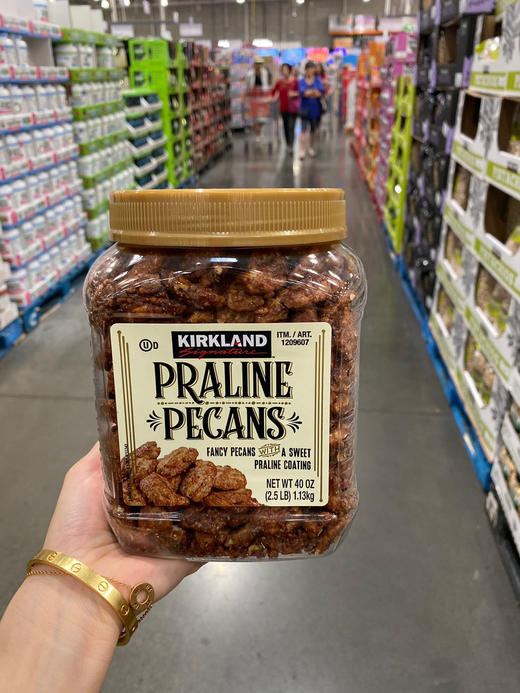 UD
KIRKLAND
Signature
ITM. / ART.
1209607
PRALINE
PECANS
FANCY PECANS WITH A SWEET
PRALINE COATING
NET WT 40 OZ
(2.5 LB) 1.13kg